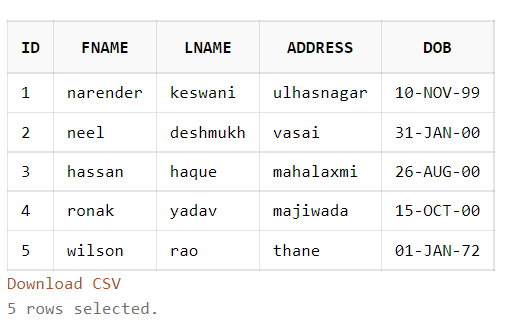 ID FNAME LNAME ADDRESS DOB
1 narender keswani ulhasnagar 10-NOV-99
2 neel deshmukh vasai 31-JAN-00
3 hassan haque mahalaxmi 26-AUG-00
4 ronak yadav majiwada 15-OCT-00
5 wilson rao thane 01-JAN-72
Download CSV
5 rows selected.